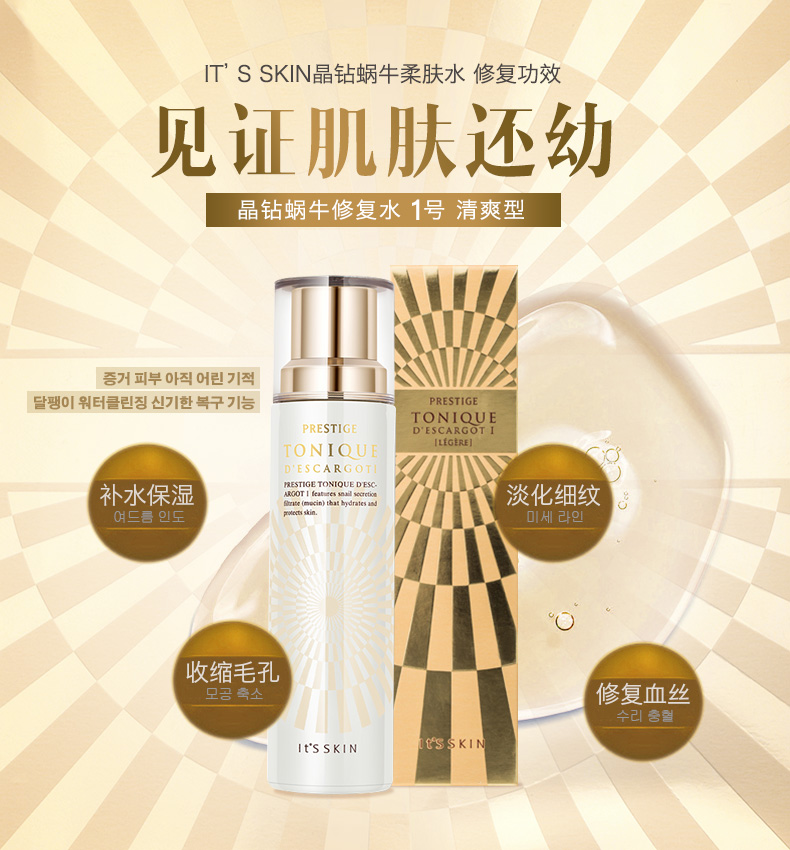 IT’S SKIN晶钻蜗牛柔肤水 修复功效
见证肌肤还幼
晶钻蜗牛修复水 1号 清爽型
증거 피부 아직 어린 기적
달팽이 워터클린징 신기한 복구 기능
补水保湿
여드름 인도
淡化细纹
미세 라인
收缩毛孔
모공 축소
修复血丝
수리 충혈
PRESTIGE
TONIQUE
D'ESCARGOT I
PRESTIGE TONIQUE D'ESC-
ARGOT I features snail secretion
filtrate (mucin) that hydrates and
protects skin.
It'S SKIN
PRESTIGE
TONIQUE
D'ESCARGOT I
[LÉGÈRE]
It'S SKIN